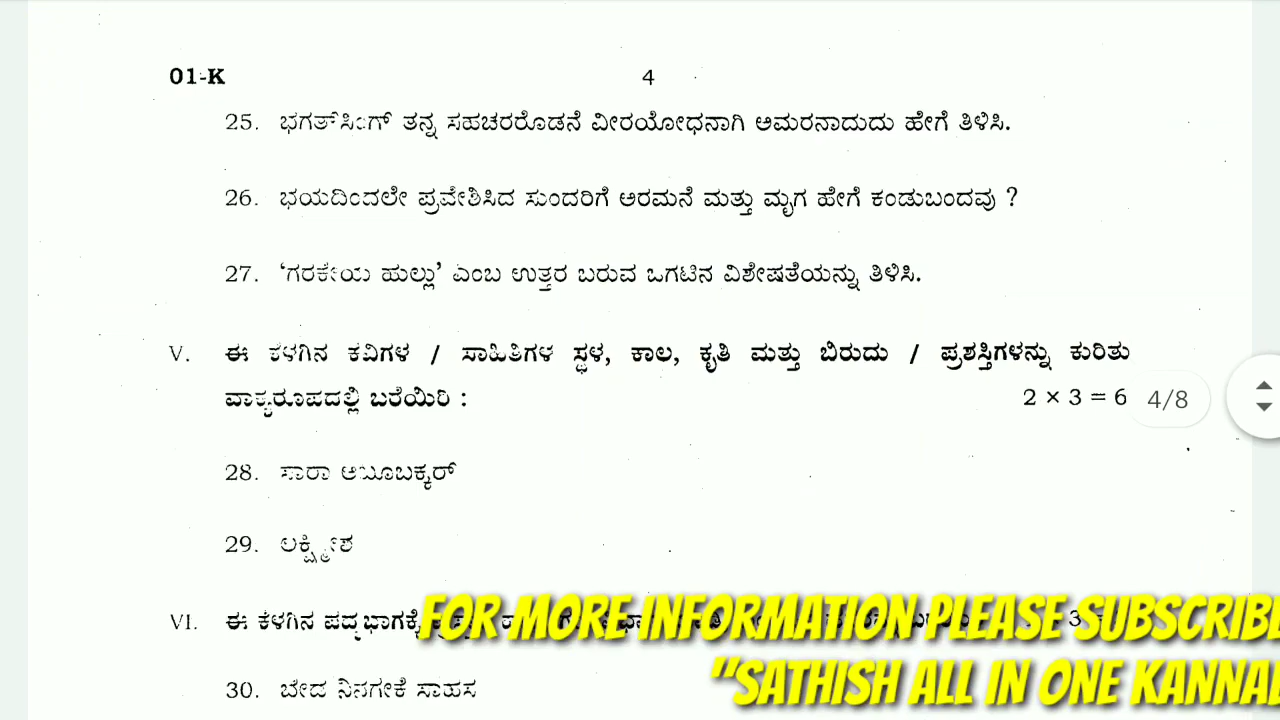 01-K 4
25. ಭಗತ್‌ಸಿಂಗ್ ತನ್ನ ಸಹಚರರೊಡನೆ ವೀರಯೋಧನಾಗಿ ಅಮರನಾದುದು ಹೇಗೆ ತಿಳಿಸಿ.
26. ಭಯದಿಂದಲೇ ಪ್ರವೇಶಿಸಿದ ಸುಂದರಿಗೆ ಅರಮನೆ ಮತ್ತು ಮೃಗ ಹೇಗೆ ಕಂಡುಬಂದವು ?
27. ‘ಗರಕೆಯ ಹುಲ್ಲು’ ಎಂಬ ಉತ್ತರ ಬರುವ ಒಗಟಿನ ವಿಶೇಷತೆಯನ್ನು ತಿಳಿಸಿ.
V. ಈ ಕೆಳಗಿನ ಕವಿಗಳ / ಸಾಹಿತಿಗಳ ಸ್ಥಳ, ಕಾಲ, ಕೃತಿ ಮತ್ತು ಬಿರುದು / ಪ್ರಶಸ್ತಿಗಳನ್ನು ಕುರಿತು
ವಾಕ್ಯರೂಪದಲ್ಲಿ ಬರೆಯಿರಿ : 2 × 3 = 6 4/8
28. ಸಾರಾ ಅಬೂಬಕ್ಕರ್
29. ಲಕ್ಷ್ಮೀಶ
VI. ಈ ಕೆಳಗಿನ ಪದ್ಯಭಾಗಕ್ಕೆ
FOR MORE INFORMATION PLEASE SUBSCRIBE
"SATHISH ALL IN ONE KANNA
30. ಬೇಡ ನಿನಗೇಕೆ ಸಾಹಸ